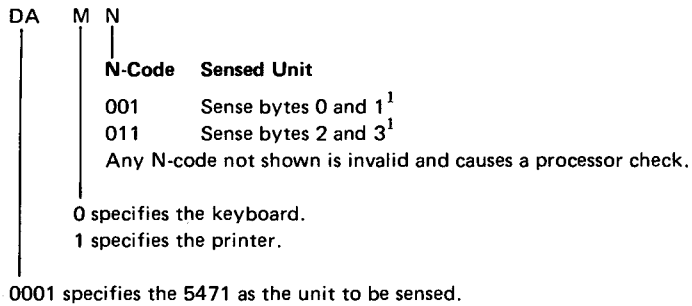 DA M N
N-Code Sensed Unit
001 Sense bytes 0 and 1¹
011 Sense bytes 2 and 3¹
Any N-code not shown is invalid and causes a processor check.
0 specifies the keyboard.
1 specifies the printer.
0001 specifies the 5471 as the unit to be sensed.